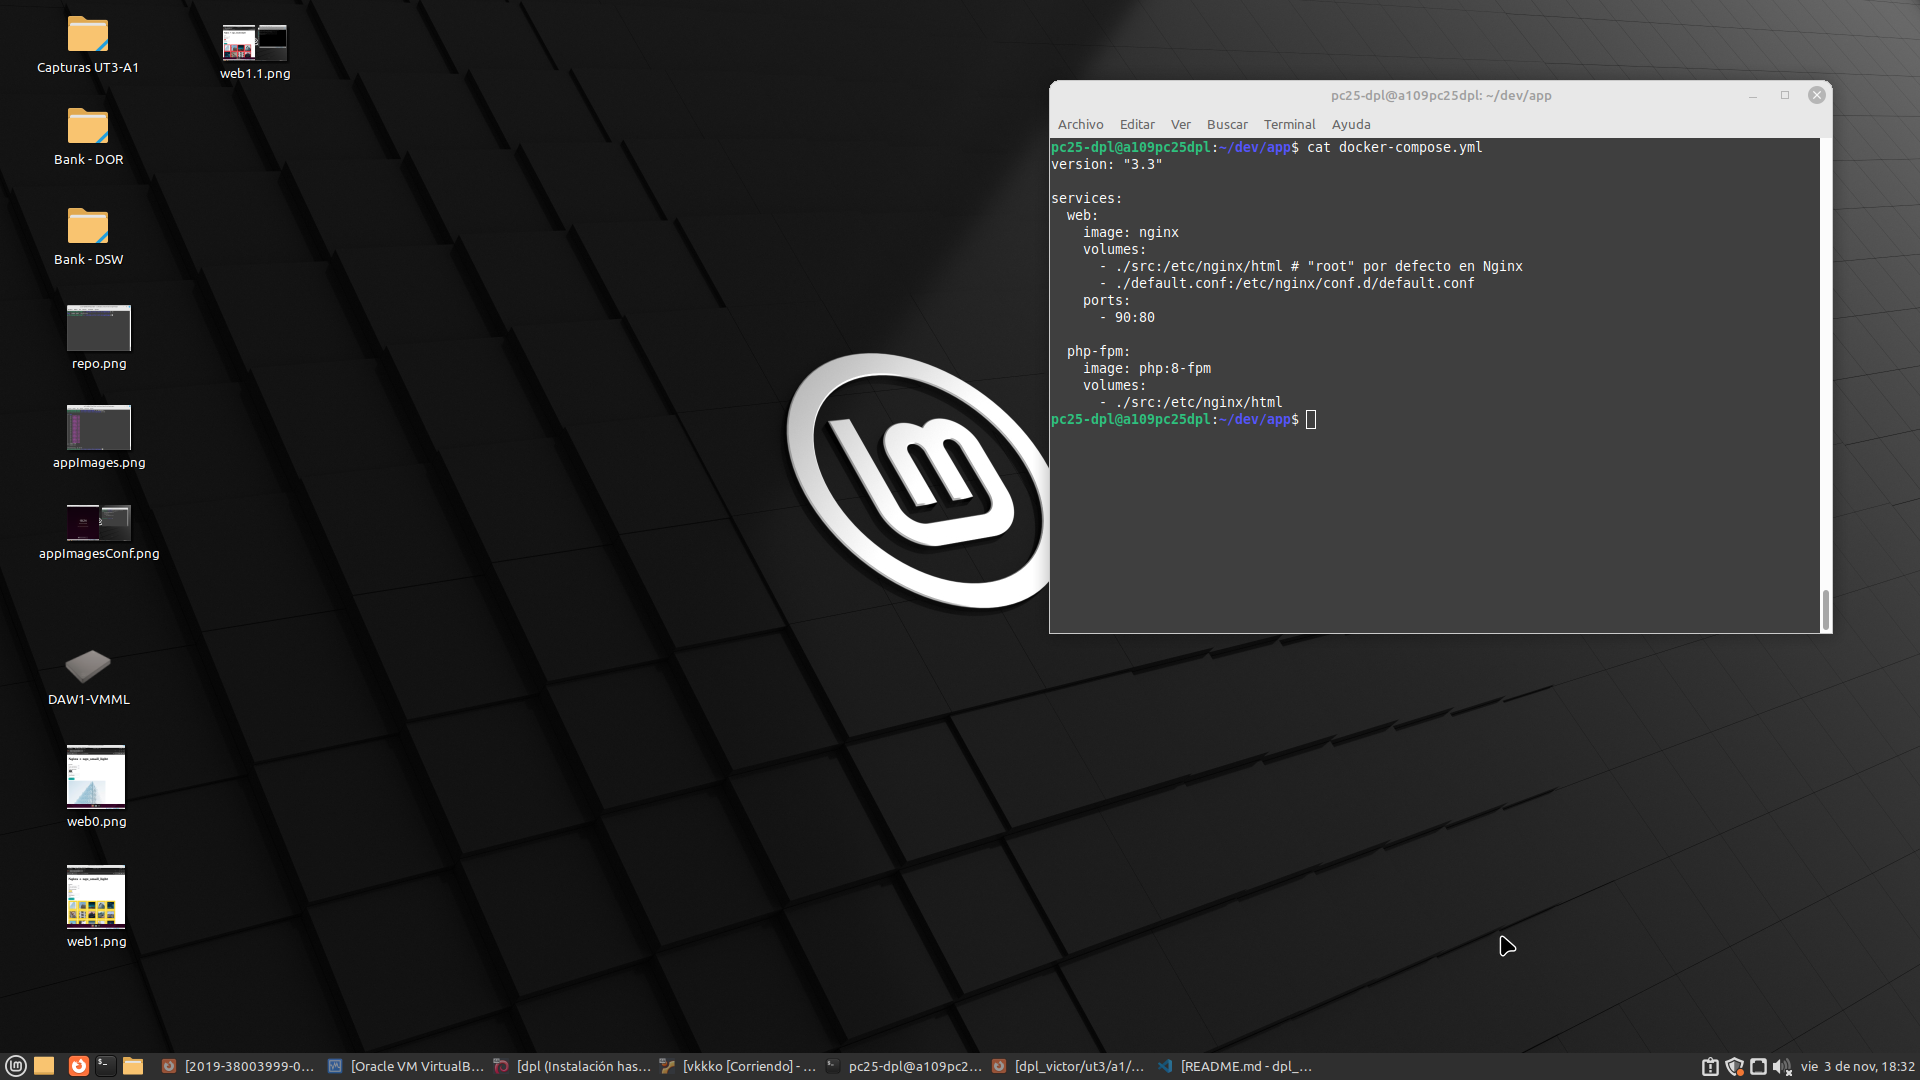 Capturas UT3-A1
web1.1.png
Bank - DOR
Bank - DSW
repo.png
appImages.png
appImagesConf.png
DAW1-VMML
web0.png
web1.png
pc25-dpl@a109pc25dpl: ~/dev/app
Archivo Editar Ver Buscar Terminal Ayuda
pc25-dpl@a109pc25dpl:~/dev/app$ cat docker-compose.yml
version: "3.3"
services:
  web:
    image: nginx
    volumes:
      - ./src:/etc/nginx/html # "root" por defecto en Nginx
      - ./default.conf:/etc/nginx/conf.d/default.conf
    ports:
      - 90:80
  php-fpm:
    image: php:8-fpm
    volumes:
      - ./src:/etc/nginx/html
pc25-dpl@a109pc25dpl:~/dev/app$
[2019-38003999-0... [Oracle VM VirtualB... [dpl (Instalación has... [vkkko [Corriendo] - ... pc25-dpl@a109pc2... [dpl_victor/ut3/a1/... [README.md - dpl_... vie 3 de nov, 18:32